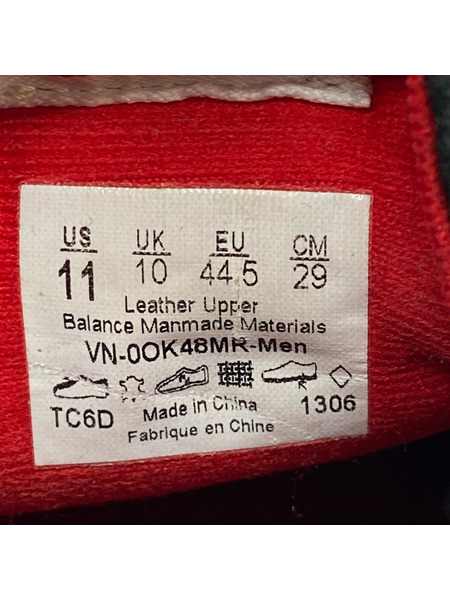 US UK EU CM
11 10 44.5 29
Leather Upper
Balance Manmade Materials
VN-0OK48MR-Men
TC6D Made in China 1306
Fabrique en Chine